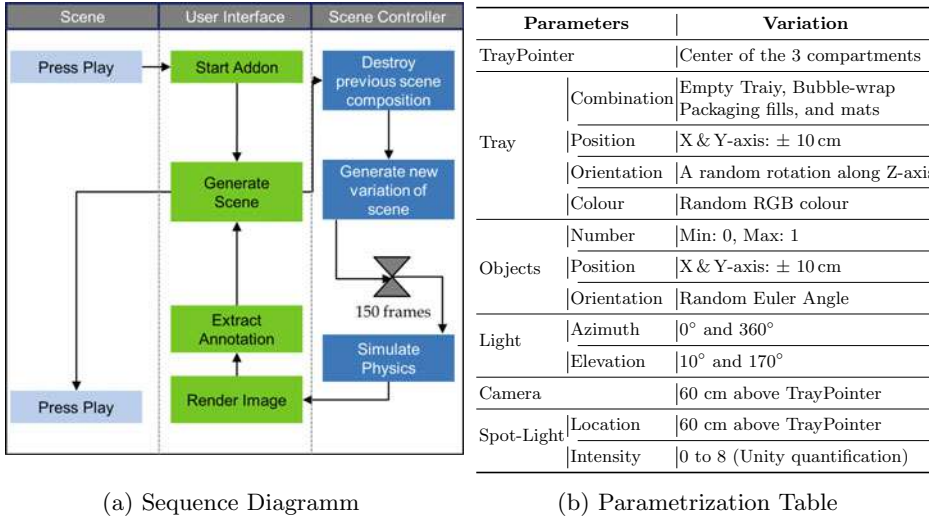 Scene
User Interface
Scene Controller
Press Play
Start Addon
Destroy
previous scene
composition
Generate
Scene
Generate new
variation of
scene
150 frames
Extract
Annotation
Simulate
Physics
Press Play
Render Image
(a) Sequence Diagramm
Parameters Variation
TrayPointer Center of the 3 compartments
Tray
Combination Empty Traiy, Bubble-wrap
Packaging fills, and mats
Position X & Y-axis: ± 10 cm
Orientation A random rotation along Z-axis
Colour Random RGB colour
Objects
Number Min: 0, Max: 1
Position X & Y-axis: ± 10 cm
Orientation Random Euler Angle
Light
Azimuth 0° and 360°
Elevation 10° and 170°
Camera 60 cm above TrayPointer
Spot-Light
Location 60 cm above TrayPointer
Intensity 0 to 8 (Unity quantification)
(b) Parametrization Table